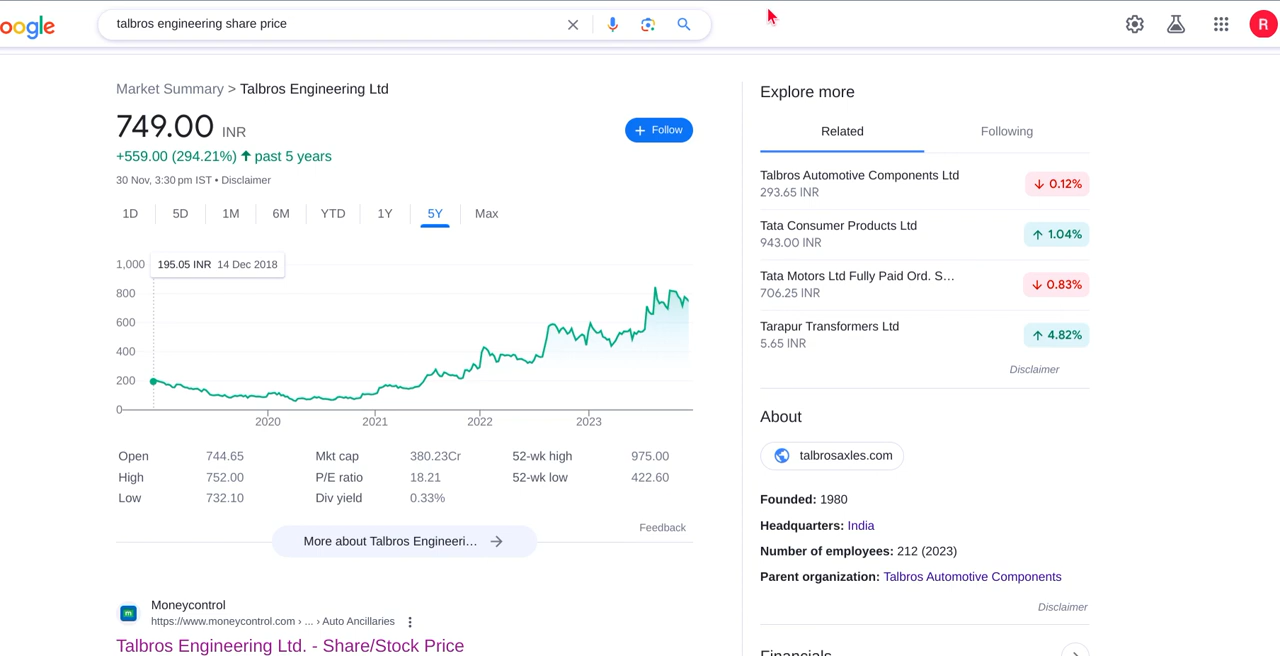 oogle
talbros engineering share price
R
Market Summary > Talbros Engineering Ltd
749.00 INR
+ Follow
+559.00 (294.21%) ↑ past 5 years
30 Nov, 3:30 pm IST • Disclaimer
1D 5D 1M 6M YTD 1Y 5Y Max
195.05 INR 14 Dec 2018
1,000
800
600
400
200
0
2020 2021 2022 2023
Open 744.65 Mkt cap 380.23Cr 52-wk high 975.00
High 752.00 P/E ratio 18.21 52-wk low 422.60
Low 732.10 Div yield 0.33%
Feedback
More about Talbros Engineeri… →
m
Moneycontrol
https://www.moneycontrol.com › ... › Auto Ancillaries
Talbros Engineering Ltd. - Share/Stock Price
Explore more
Related Following
Talbros Automotive Components Ltd
293.65 INR
↓ 0.12%
Tata Consumer Products Ltd
943.00 INR
↑ 1.04%
Tata Motors Ltd Fully Paid Ord. S…
706.25 INR
↓ 0.83%
Tarapur Transformers Ltd
5.65 INR
↑ 4.82%
Disclaimer
About
talbrosaxles.com
Founded: 1980
Headquarters: India
Number of employees: 212 (2023)
Parent organization: Talbros Automotive Components
Disclaimer
Financials